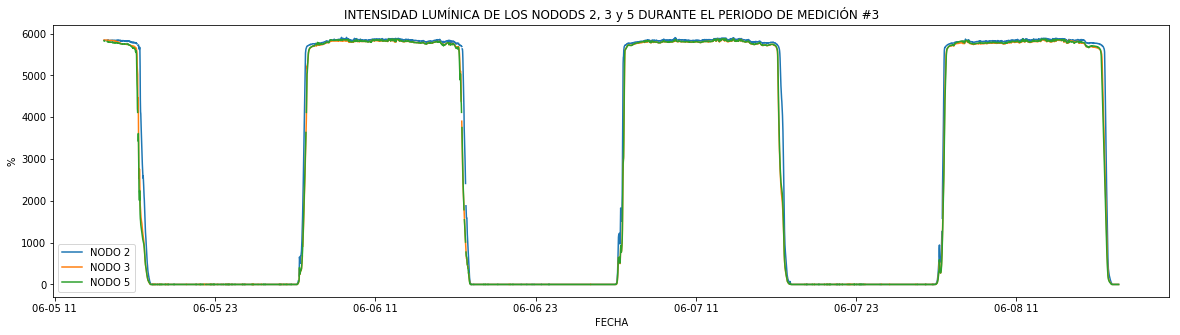 INTENSIDAD LUMÍNICA DE LOS NODODS 2, 3 y 5 DURANTE EL PERIODO DE MEDICIÓN #3
%
6000
5000
4000
3000
2000
1000
0
NODO 2
NODO 3
NODO 5
06-05 11 06-05 23 06-06 11 06-06 23 06-07 11 06-07 23 06-08 11
FECHA